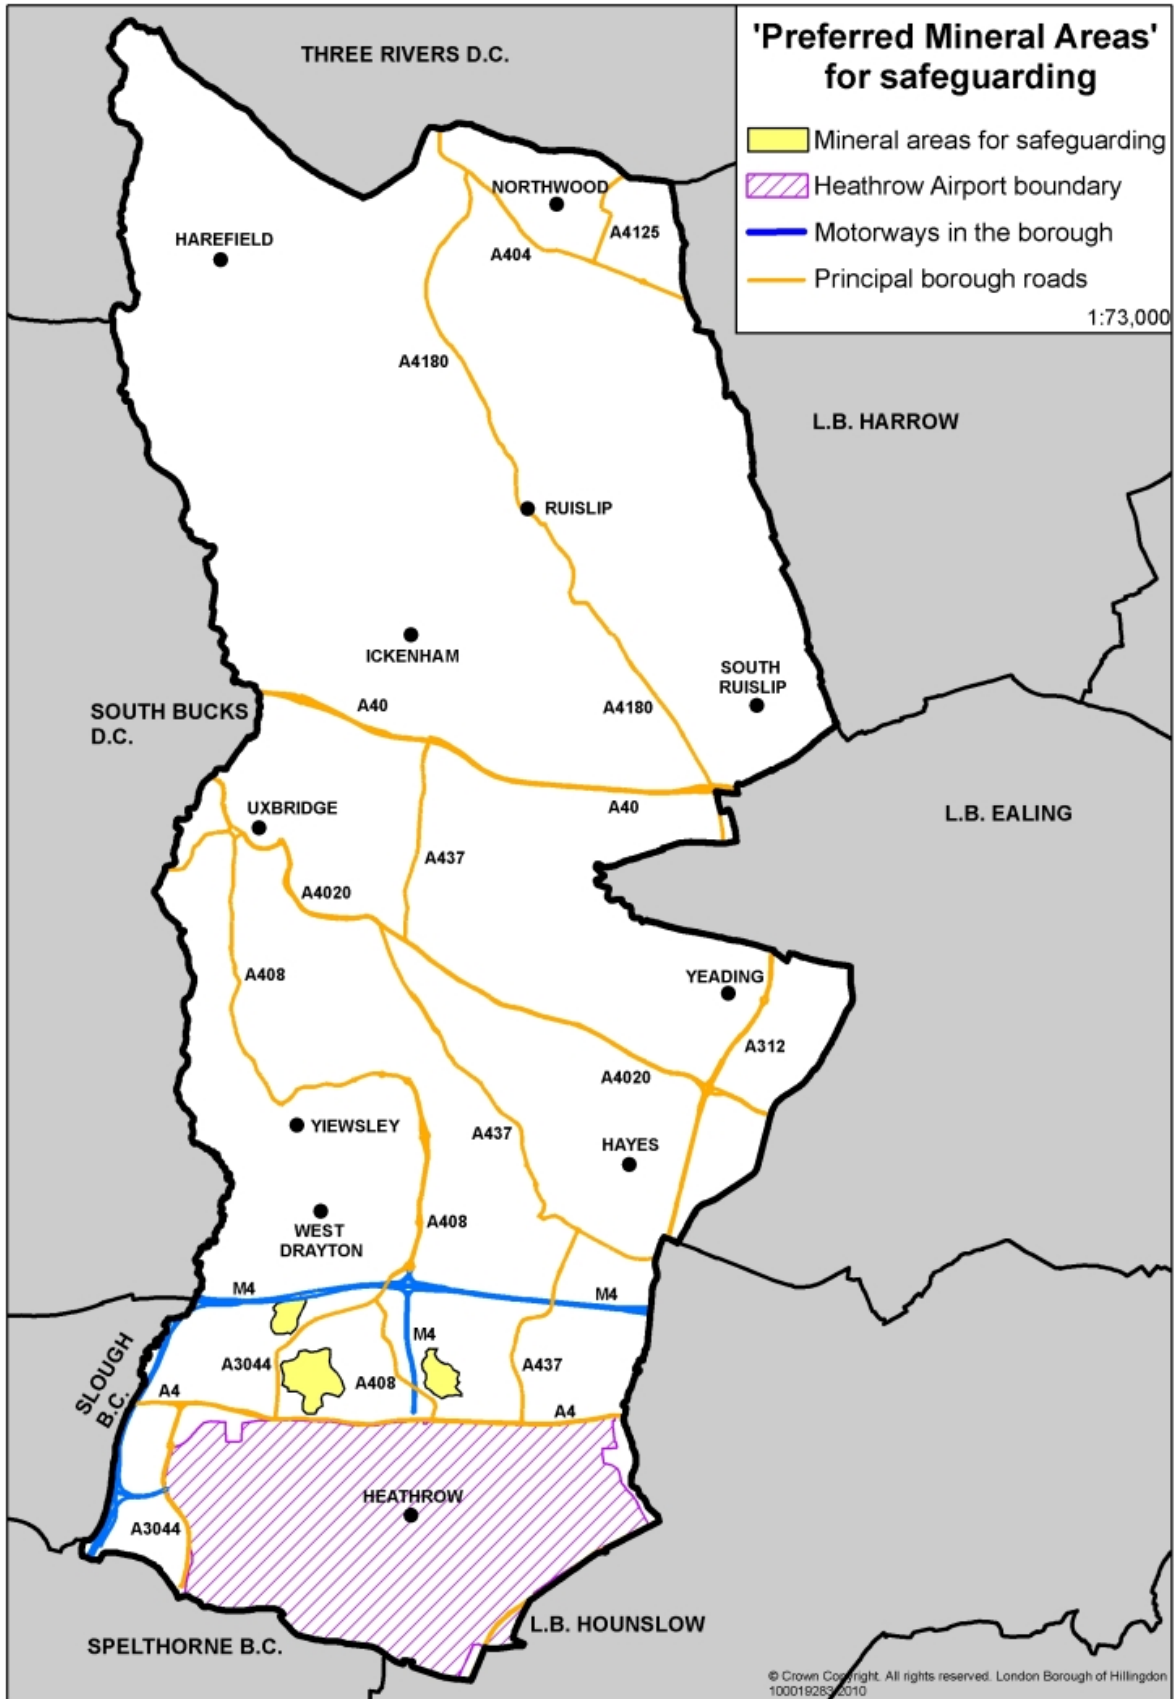 'Preferred Mineral Areas'
for safeguarding
Mineral areas for safeguarding
Heathrow Airport boundary
Motorways in the borough
Principal borough roads
1:73,000
THREE RIVERS D.C.
NORTHWOOD
HAREFIELD
A4125
A404
A4180
L.B. HARROW
RUISLIP
ICKENHAM
SOUTH
RUISLIP
SOUTH BUCKS
D.C.
A40
A4180
UXBRIDGE
A40
L.B. EALING
A437
A4020
A408
YEADING
A312
A4020
YIEWSLEY
A437
HAYES
A408
WEST
DRAYTON
M4
M4
M4
SLOUGH
B.C.
A3044
A408
A437
A4
A4
HEATHROW
A3044
L.B. HOUNSLOW
SPELTHORNE B.C.
© Crown Copyright. All rights reserved. London Borough of Hillingdon
100019283 2010